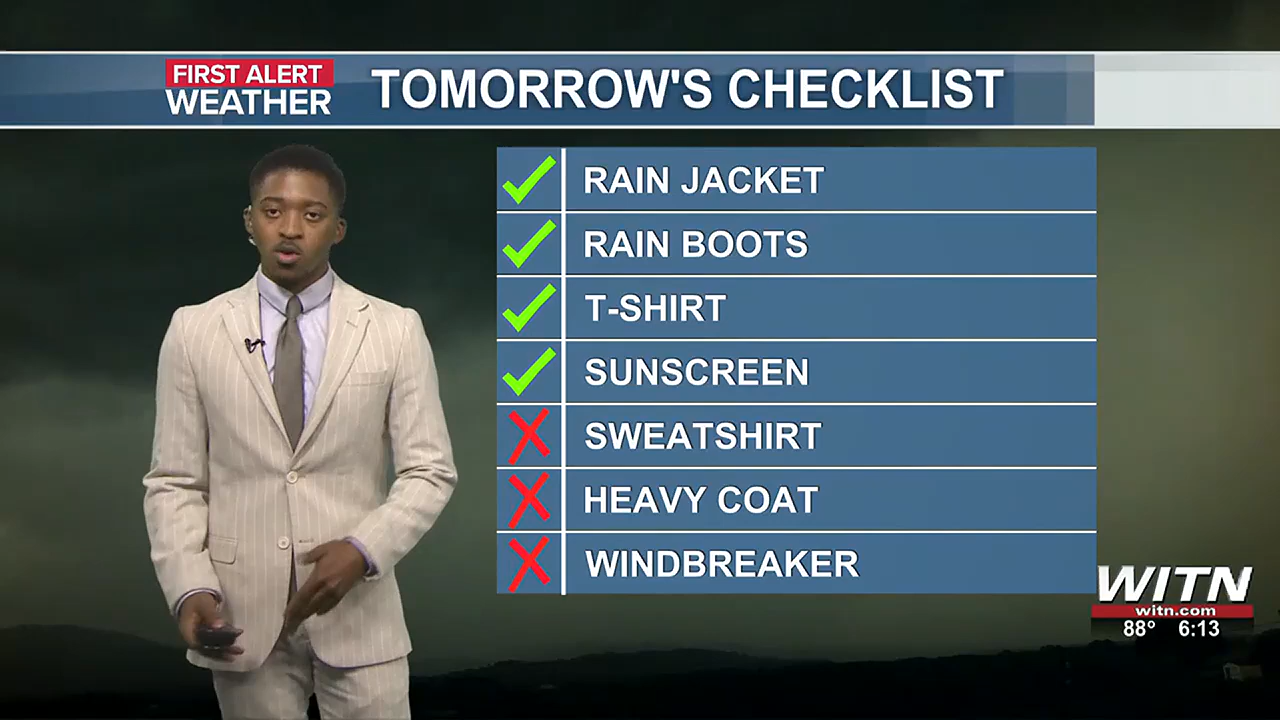 FIRST ALERT
WEATHER
TOMORROW'S CHECKLIST
RAIN JACKET
RAIN BOOTS
T-SHIRT
SUNSCREEN
SWEATSHIRT
HEAVY COAT
WINDBREAKER
WITN
witn.com
88° 6:13